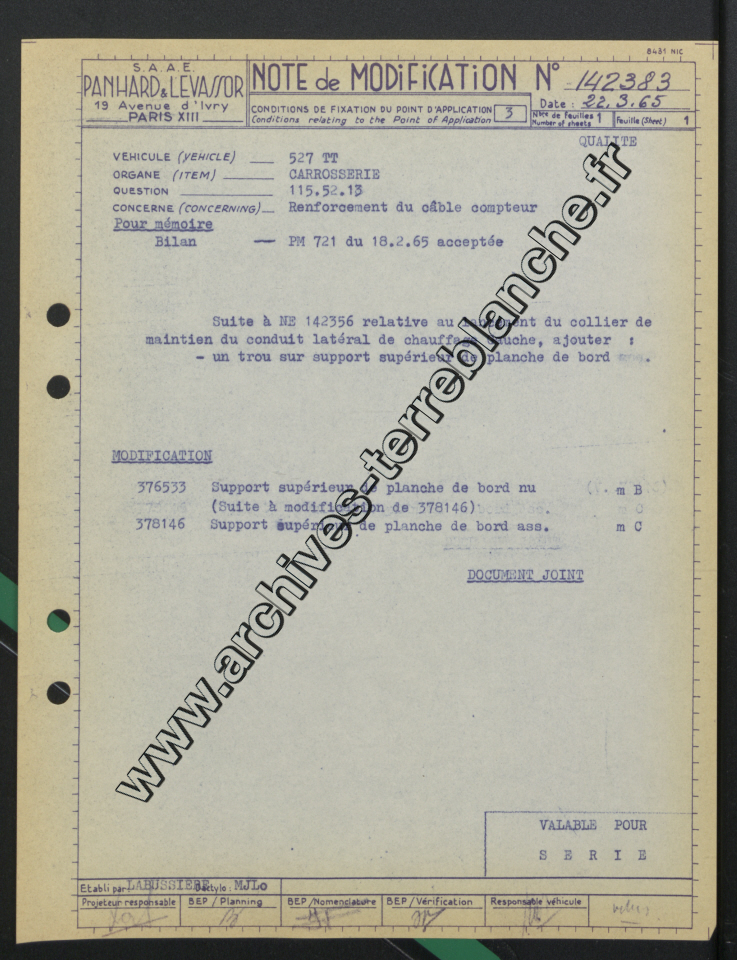 8431 NIC
S.A.A.E.
PANHARD & LEVASSOR
19 Avenue d'Ivry
PARIS XIII
NOTE de MODIFICATION N° 142383
CONDITIONS DE FIXATION DU POINT D'APPLICATION 3
Conditions relating to the Point of Application
Date : 22.3.65
Nbre de feuilles 1
Number of sheets
Feuille (Sheet) 1
QUALITE
VEHICULE (VEHICLE) 527 TT
ORGANE (ITEM) CARROSSERIE
QUESTION 115.52.13
CONCERNE (CONCERNING) Renforcement du câble compteur
Pour mémoire
Bilan — PM 721 du 18.2.65 acceptée
Suite à NE 142356 relative au du collier de
maintien du conduit latéral de chauffage gauche, ajouter :
- un trou sur support supérieur de planche de bord .
MODIFICATION
376533 Support supérieur de planche de bord nu m B
(Suite à modification de 378146)
378146 Support supérieur de planche de bord ass. m C
DOCUMENT JOINT
www.archives-terreblanche.fr
VALABLE POUR
S E R I E
Etabli par: LABUSSIERE Dactylo: MJLo
Projeteur responsable
BEP / Planning
BEP / Nomenclature
BEP / Vérification
Responsable véhicule